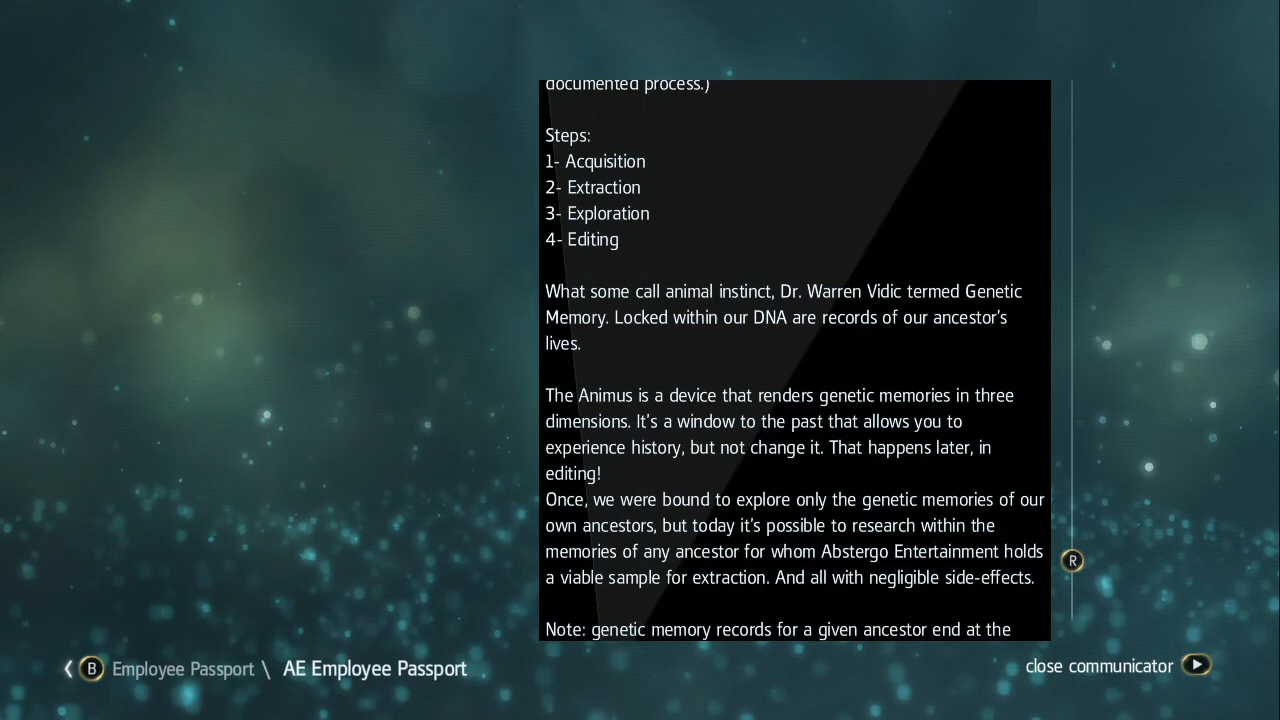 documented process.)
Steps:
1- Acquisition
2- Extraction
3- Exploration
4- Editing
What some call animal instinct, Dr. Warren Vidic termed Genetic
Memory. Locked within our DNA are records of our ancestor's
lives.
The Animus is a device that renders genetic memories in three
dimensions. It's a window to the past that allows you to
experience history, but not change it. That happens later, in
editing!
Once, we were bound to explore only the genetic memories of our
own ancestors, but today it's possible to research within the
memories of any ancestor for whom Abstergo Entertainment holds
a viable sample for extraction. And all with negligible side-effects.
Note: genetic memory records for a given ancestor end at the
R
B Employee Passport \ AE Employee Passport
close communicator